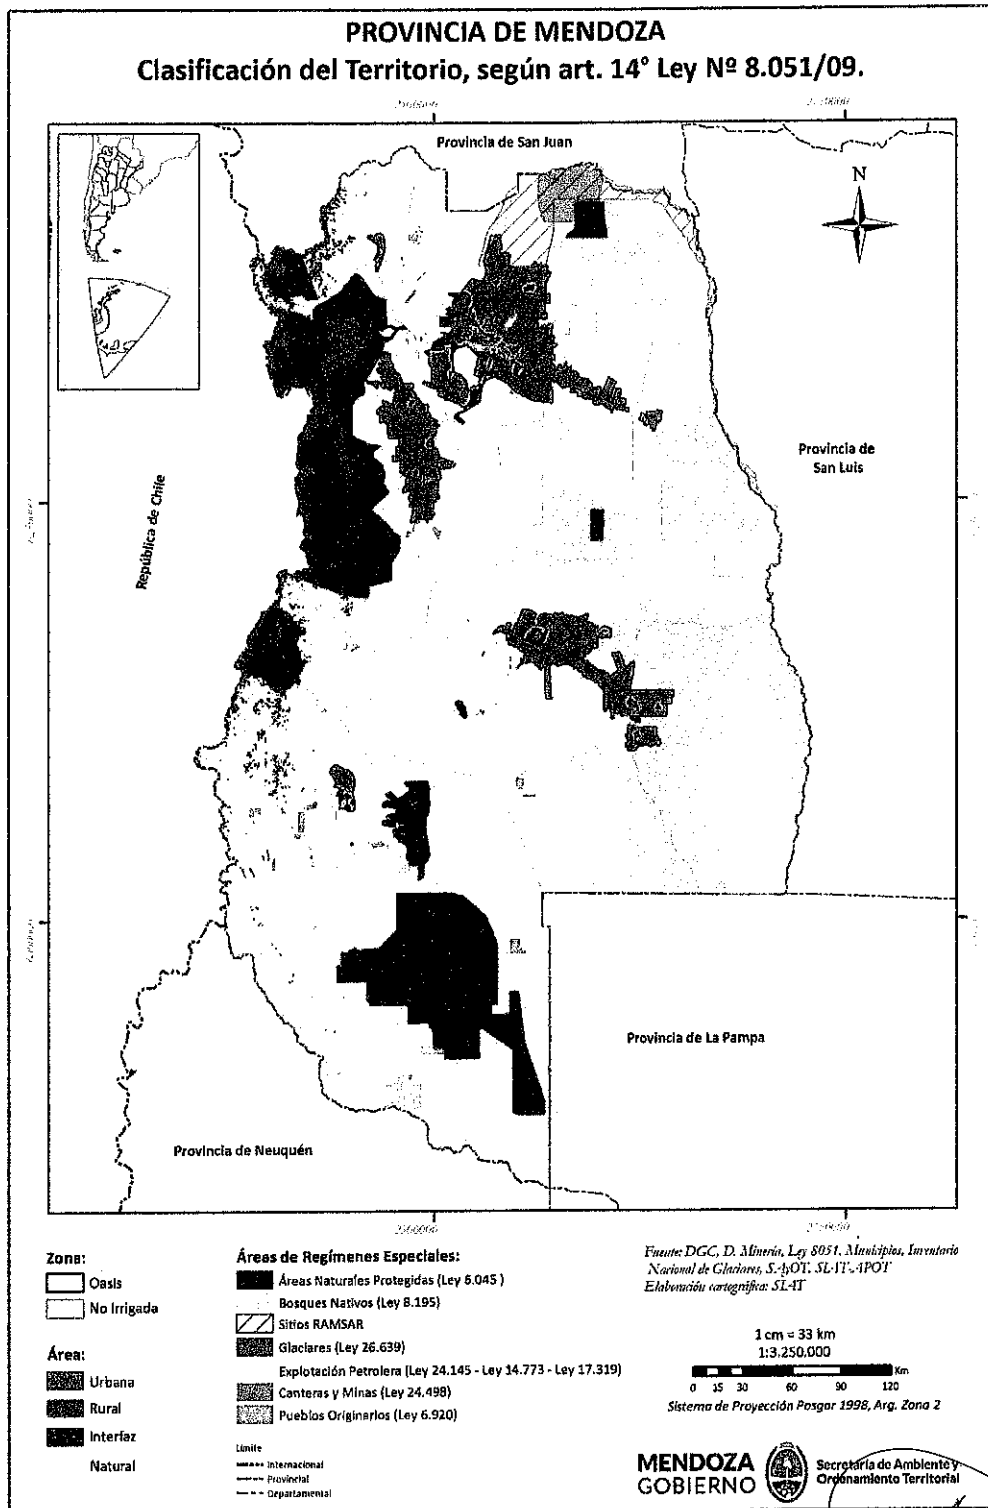 PROVINCIA DE MENDOZA
Clasificación del Territorio, según art. 14° Ley Nº 8.051/09.
Provincia de San Juan
N
Provincia de
San Luis
República de Chile
Provincia de La Pampa
Provincia de Neuquén
Zona:
Oasis
No Irrigada
Área:
Urbana
Rural
Interfaz
Natural
Áreas de Regímenes Especiales:
Áreas Naturales Protegidas (Ley 6.045 )
Bosques Nativos (Ley 8.195)
Sitios RAMSAR
Glaciares (Ley 26.639)
Explotación Petrolera (Ley 24.145 - Ley 14.773 - Ley 17.319)
Canteras y Minas (Ley 24.498)
Pueblos Originarios (Ley 6.920)
Límite
Internacional
Provincial
Departamental
Fuente: DGC, D. Minería, Ley 8051, Municipios, Inventario
Nacional de Glaciares, SAyOT. SLAT-APOT
Elaboración cartográfica: SLAT
1 cm = 33 km
1:3.250.000
Km
0 15 30 60 90 120
Sistema de Proyección Posgar 1998, Arg. Zona 2
MENDOZA
GOBIERNO
Secretaría de Ambiente y
Ordenamiento Territorial